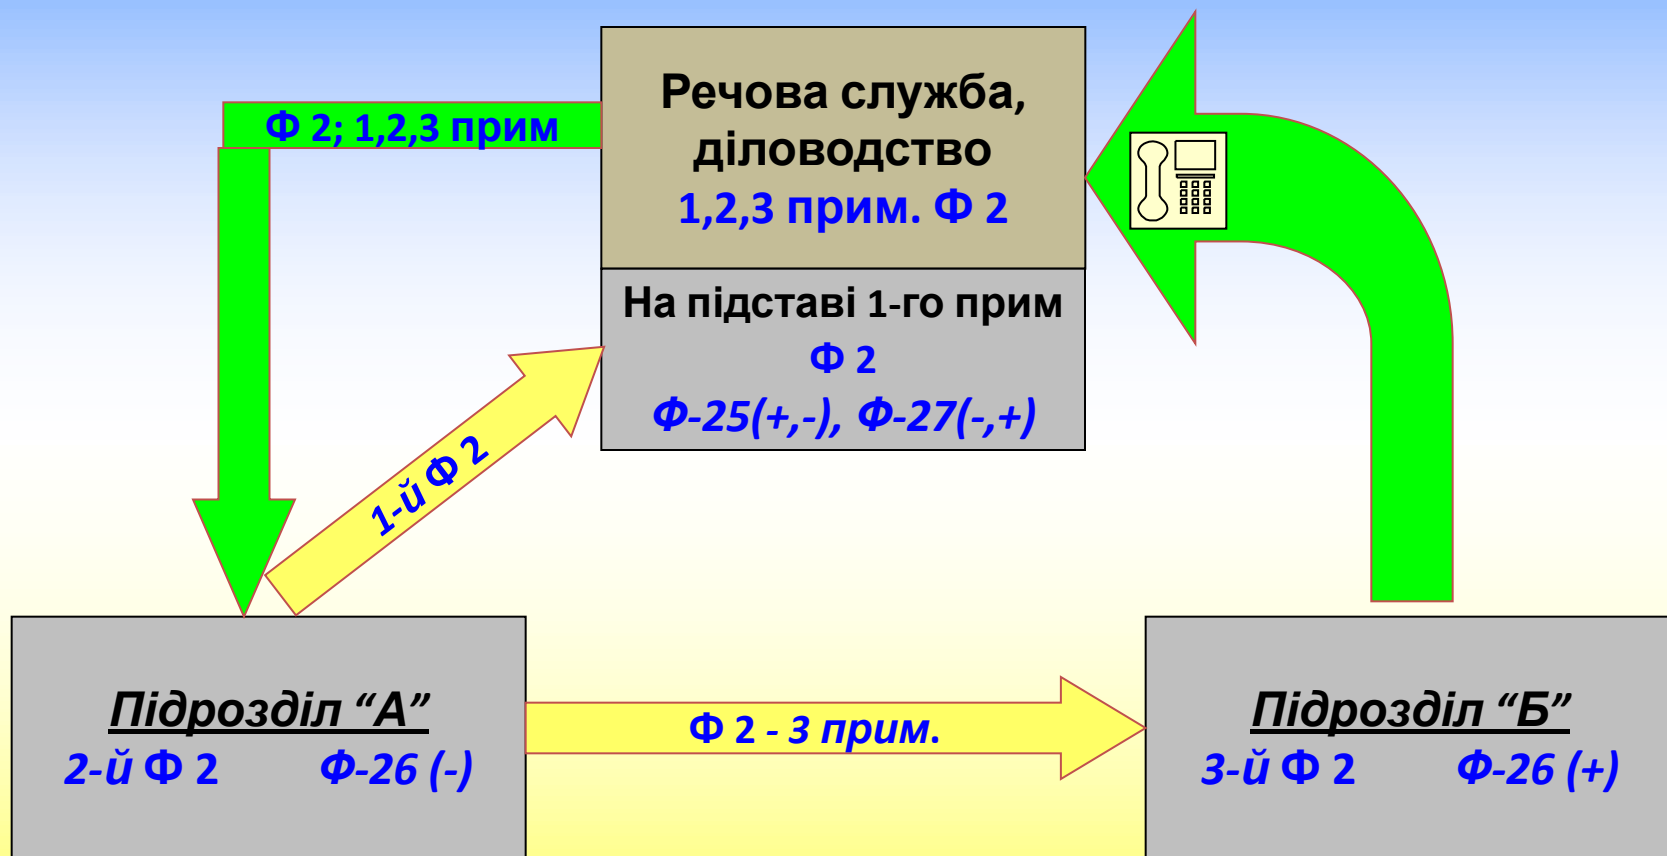 Речова служба,
діловодство
1,2,3 прим. Ф 2
Ф 2; 1,2,3 прим
На підставі 1-го прим
Ф 2
Ф-25(+,-), Ф-27(-,+)
1-й Ф 2
Підрозділ “А”
2-й Ф 2 Ф-26 (-)
Ф 2 - 3 прим.
Підрозділ “Б”
3-й Ф 2 Ф-26 (+)